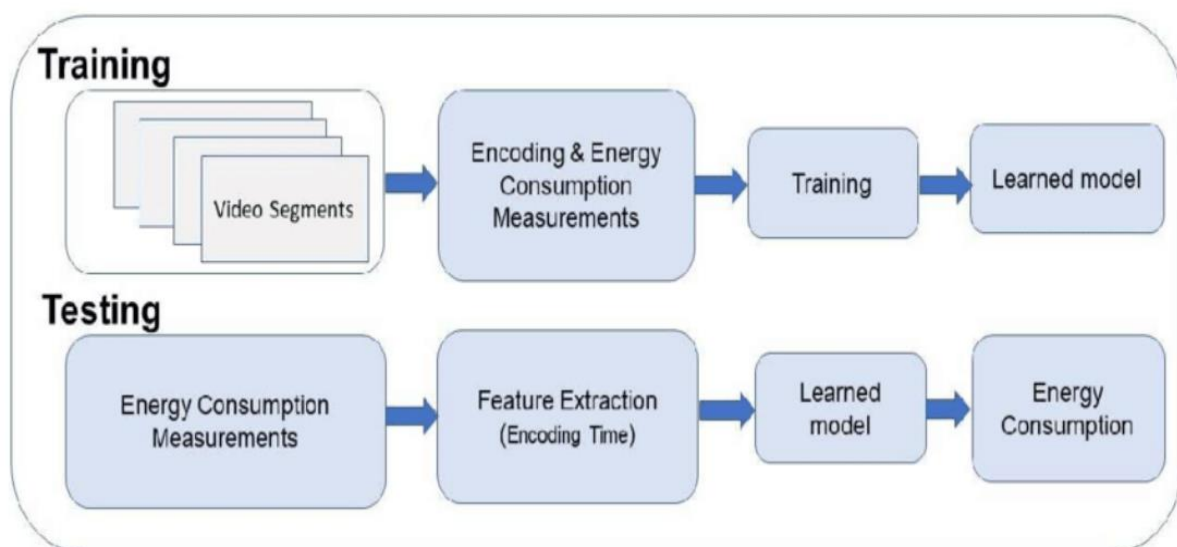 Training
Video Segments
Encoding & Energy
Consumption
Measurements
Training
Learned model
Testing
Energy Consumption
Measurements
Feature Extraction
(Encoding Time)
Learned
model
Energy
Consumption